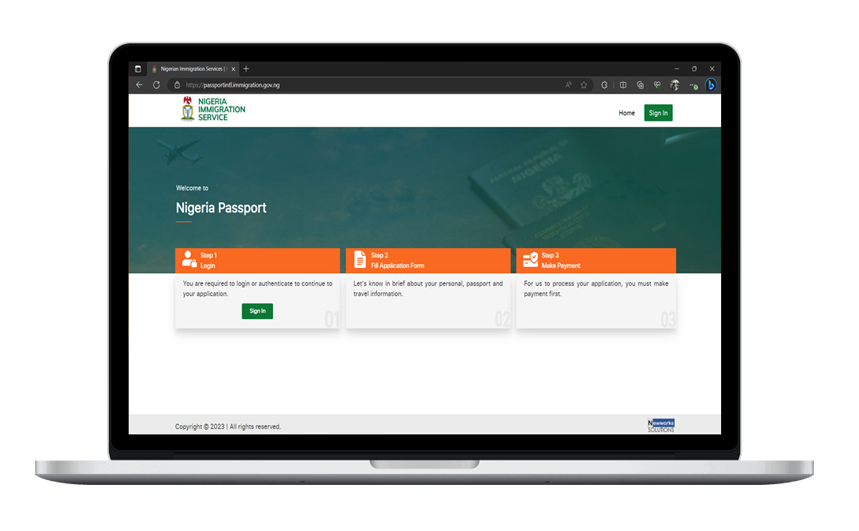 Nigerian Immigration Services |
https://passportintl.immigration.gov.ng
NIGERIA
IMMIGRATION
SERVICE
Home
Sign In
Welcome to
Nigeria Passport
Step 1
Login
You are required to login or authenticate to continue to
your application.
Sign In
01
Step 2
Fill Application Form
Let's know in brief about your personal, passport and
travel information.
02
Step 3
Make Payment
For us to process your application, you must make
payment first.
03
Copyright © 2023 | All rights reserved.
Newworks
SOLUTIONS